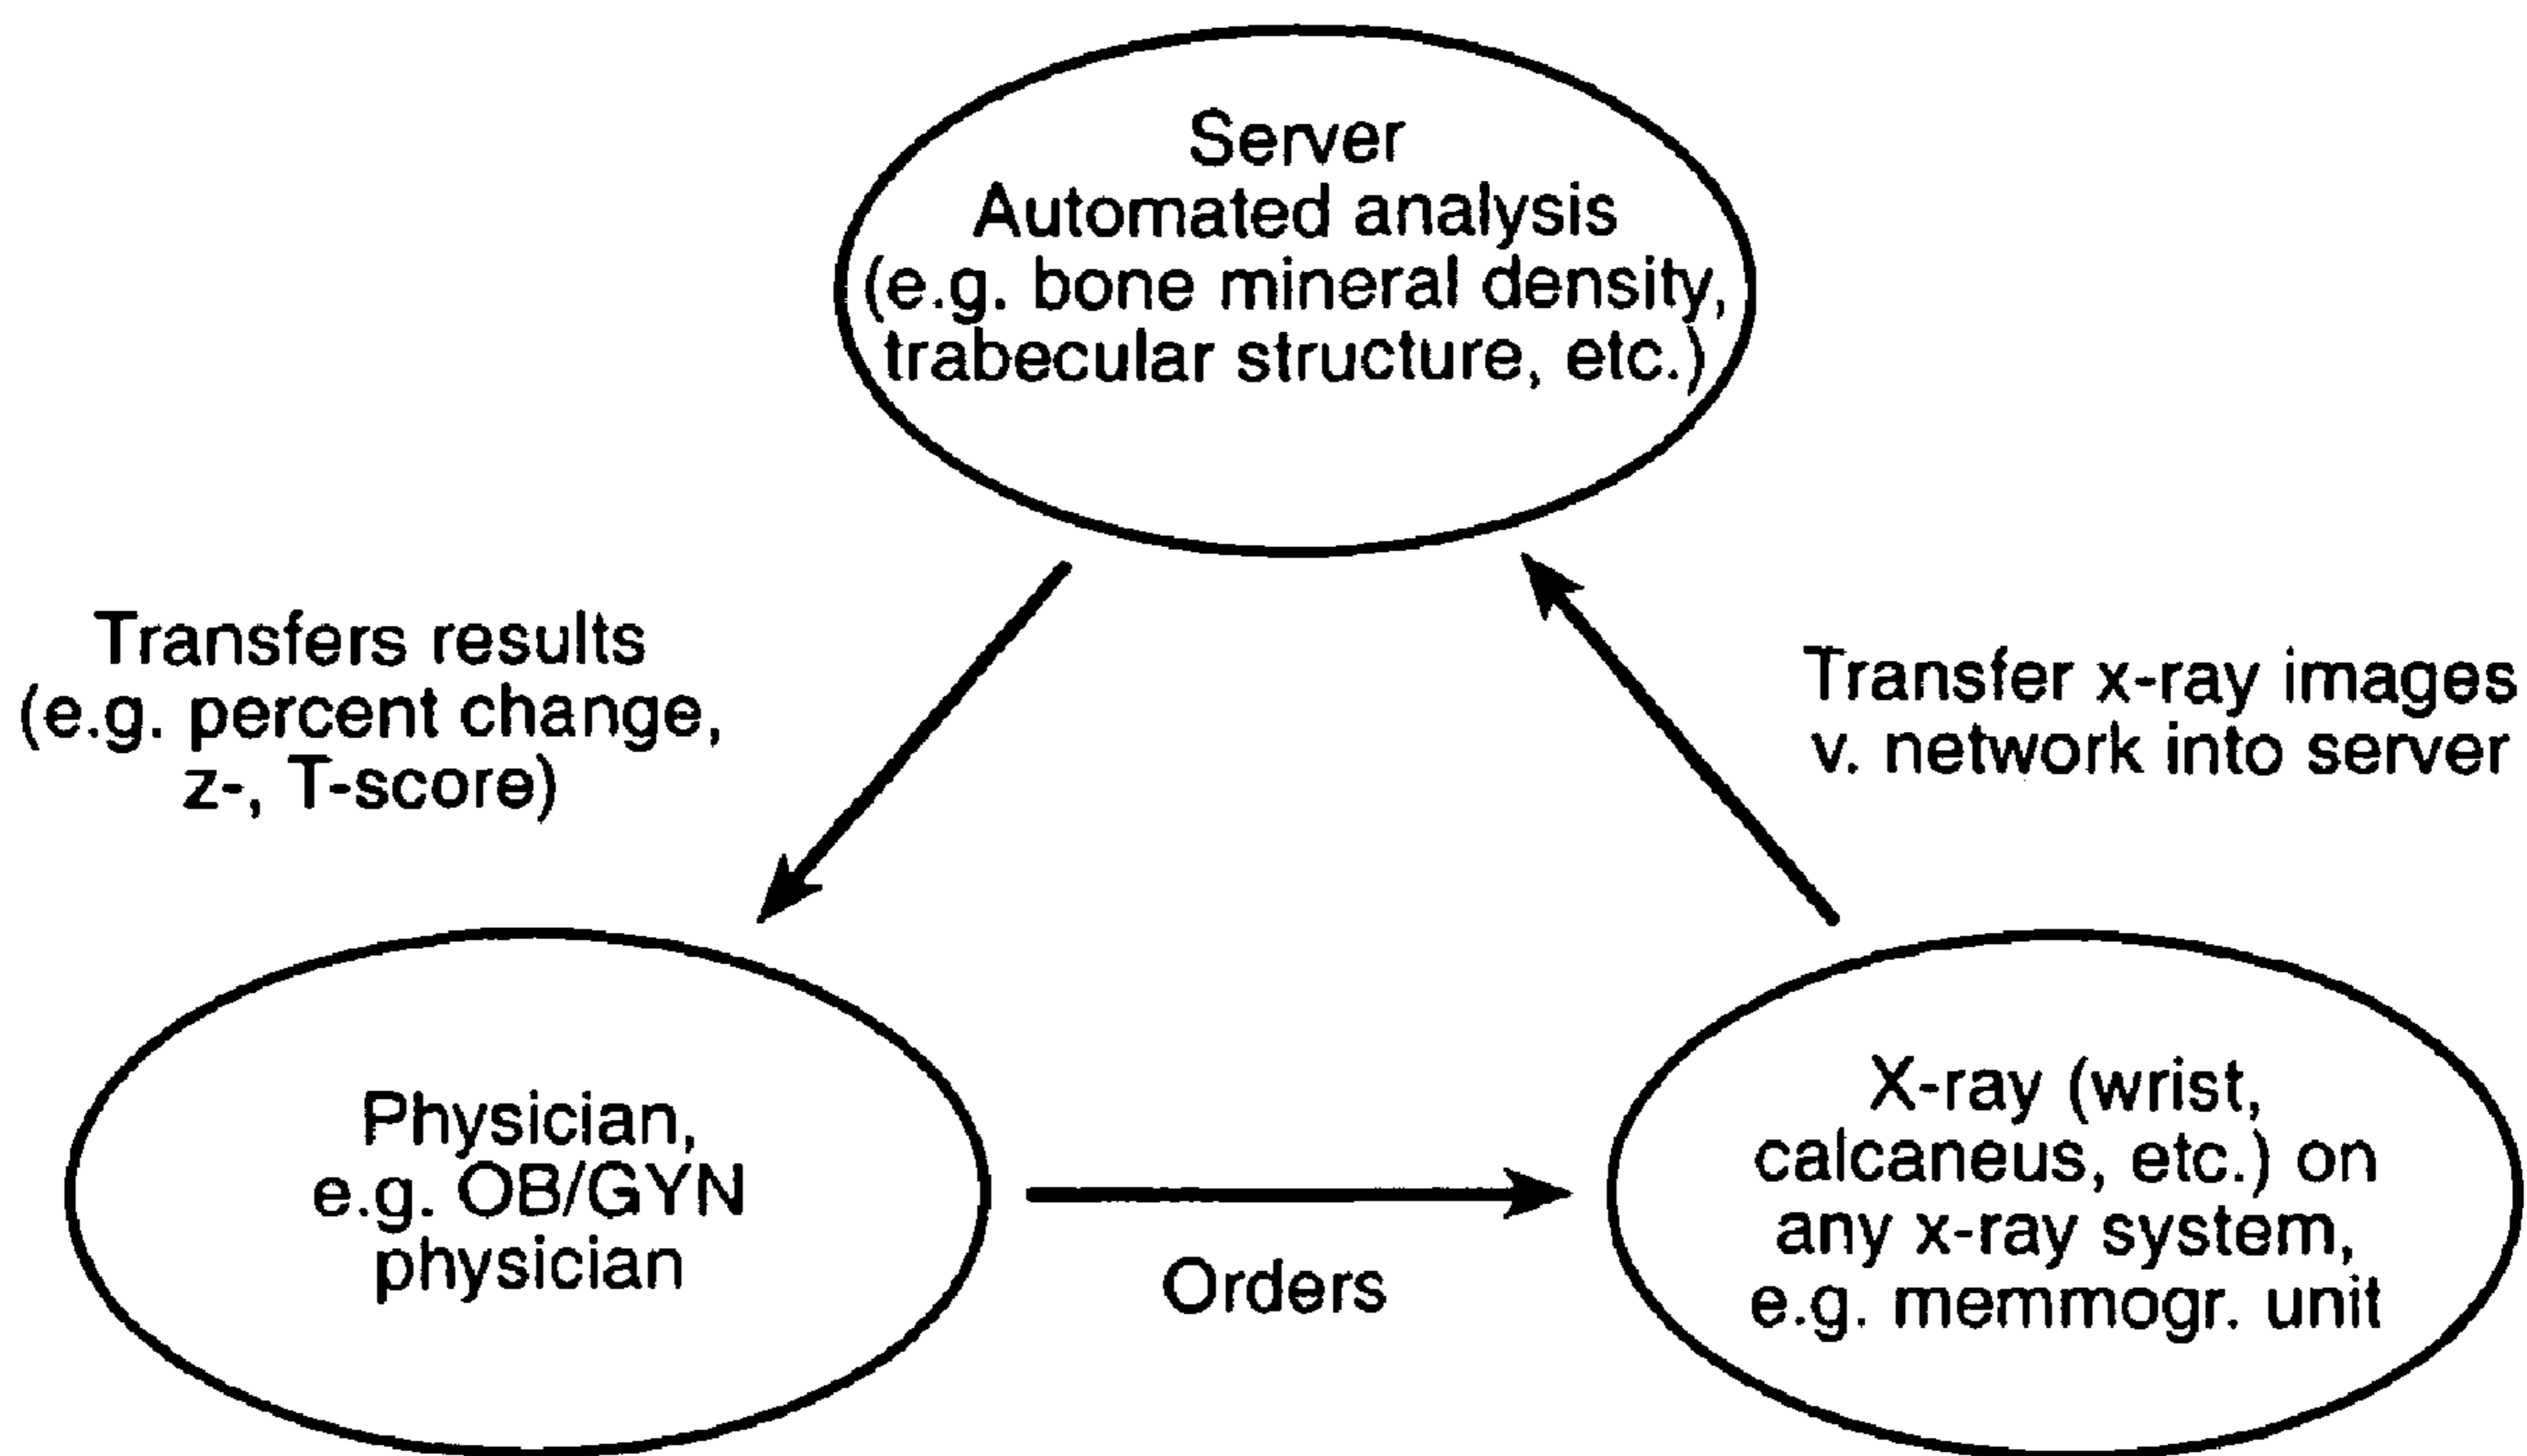 Server
Automated analysis
(e.g. bone mineral density,
trabecular structure, etc.)
Transfers results
(e.g. percent change,
z-, T-score)
Transfer x-ray images
v. network into server
Physician,
e.g. OB/GYN
physician
Orders
X-ray (wrist,
calcaneus, etc.) on
any x-ray system,
e.g. memmogr. unit